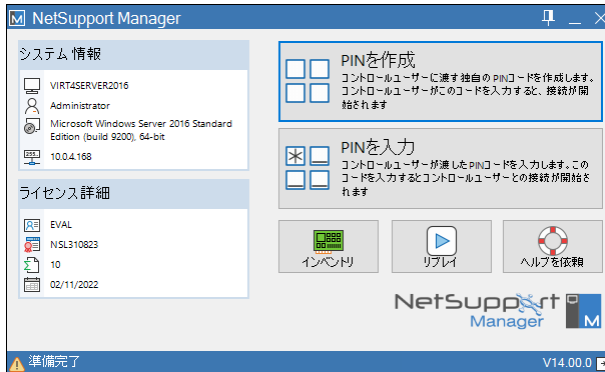 NetSupport Manager
システム情報
VIRT4SERVER2016
Administrator
Microsoft Windows Server 2016 Standard
Edition (build 9200), 64-bit
255...
10.0.4.168
ライセンス詳細
EVAL
NSL310823
10
02/11/2022
PINを作成
コントロールユーザーに渡す独自のPINコードを作成します。
コントロールユーザーがこのコードを入力すると、接続が開
始されます
PINを入力
コントロールユーザーが渡したPINコードを入力します。この
コードを入力するとコントロールユーザーとの接続が開始さ
れます
インベントリ
リプレイ
ヘルプを依頼
NetSupport
Manager
M
準備完了
V14.00.0